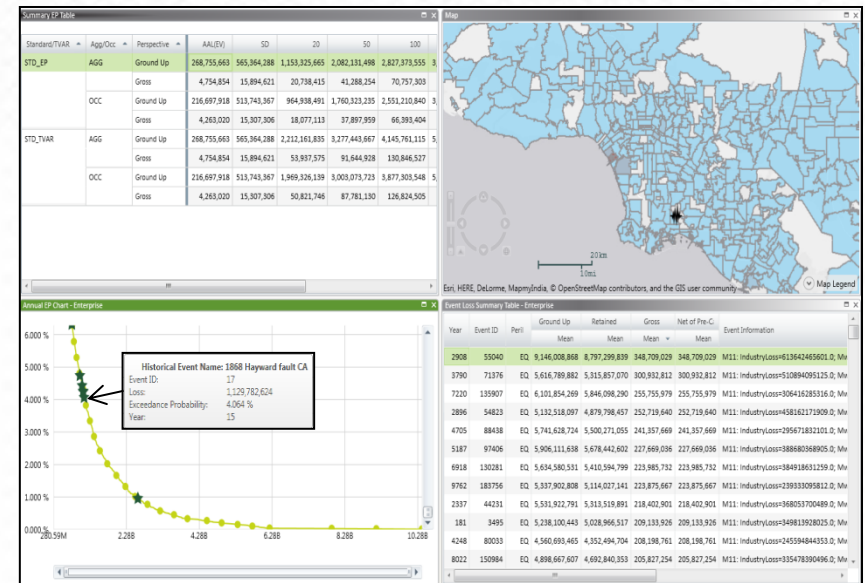 Summary EP Table
Standard/TVAR Agg/Occ Perspective AAL(EV) SD 20 50 100
STD_EP AGG Ground Up 268,755,663 565,364,288 1,153,325,665 2,082,131,498 2,827,373,555 3,
Gross 4,754,854 15,894,621 20,738,415 41,288,254 70,757,303
OCC Ground Up 216,697,918 513,743,367 964,938,491 1,760,323,235 2,551,210,840 3,
Gross 4,263,020 15,307,306 18,077,113 37,897,959 66,393,404
STD_TVAR AGG Ground Up 268,755,663 565,364,288 2,212,161,835 3,277,443,667 4,145,761,115 5,
Gross 4,754,854 15,894,621 53,937,575 91,644,928 130,846,527
OCC Ground Up 216,697,918 513,743,367 1,969,326,139 3,003,073,723 3,877,303,548 5,
Gross 4,263,020 15,307,306 50,821,746 87,781,130 126,824,505
Map
20km
10mi
Esri, HERE, DeLorme, MapmyIndia, © OpenStreetMap contributors, and the GIS user community
Map Legend
Annual EP Chart - Enterprise
6.000 %
5.000 %
4.000 %
3.000 %
2.000 %
1.000 %
0.000 %
280.59M 2.288 4.288 6.288 8.288 10.288
Historical Event Name: 1868 Hayward fault CA
Event ID: 17
Loss: 1,129,782,624
Exceedance Probability: 4.064 %
Year: 15
Event Loss Summary Table - Enterprise
Year Event ID Peril Ground Up Retained Gross Net of Pre-C. Event Information
Mean Mean Mean Mean
2908 55040 EQ 9,146,008,868 8,797,299,839 348,709,029 348,709,029 M11: IndustryLoss=613642465601.0; Mw
3790 71376 EQ 5,616,789,882 5,315,857,070 300,932,812 300,932,812 M11: IndustryLoss=510894095125.0; Mw
7220 135907 EQ 6,101,854,269 5,846,098,290 255,755,979 255,755,979 M11: IndustryLoss=306416285316.0; Mw
2896 54823 EQ 5,132,518,097 4,879,798,457 252,719,640 252,719,640 M11: IndustryLoss=458162171909.0; Mw
4705 88438 EQ 5,741,628,724 5,500,271,055 241,357,669 241,357,669 M11: IndustryLoss=295671832101.0; Mw
5187 97406 EQ 5,906,111,638 5,678,442,602 227,669,036 227,669,036 M11: IndustryLoss=388680368905.0; Mw
6918 130281 EQ 5,634,580,531 5,410,594,799 223,985,732 223,985,732 M11: IndustryLoss=384918631259.0; Mw
9762 183756 EQ 5,337,902,808 5,114,027,141 223,875,667 223,875,667 M11: IndustryLoss=239333095812.0; Mw
2337 44231 EQ 5,531,922,791 5,313,519,891 218,402,901 218,402,901 M11: IndustryLoss=368053700489.0; Mw
181 3495 EQ 5,238,100,443 5,028,966,517 209,133,926 209,133,926 M11: IndustryLoss=349813928025.0; Mw
4248 80033 EQ 4,560,693,465 4,352,494,704 208,198,761 208,198,761 M11: IndustryLoss=245594844353.0; Mw
8022 150984 EQ 4,898,667,607 4,692,840,353 205,827,254 205,827,254 M11: IndustryLoss=335478390496.0; Mw